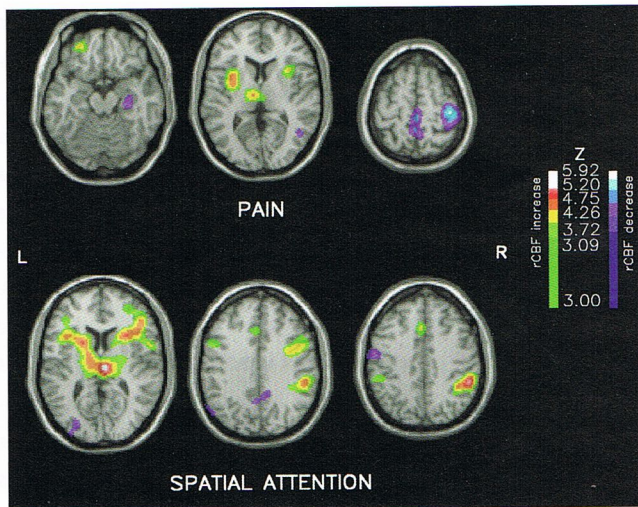 PAIN
L
R
Z
5.92
5.20
4.75
4.26
3.72
3.09
3.00
rCBF increase
rCBF decrease
SPATIAL ATTENTION